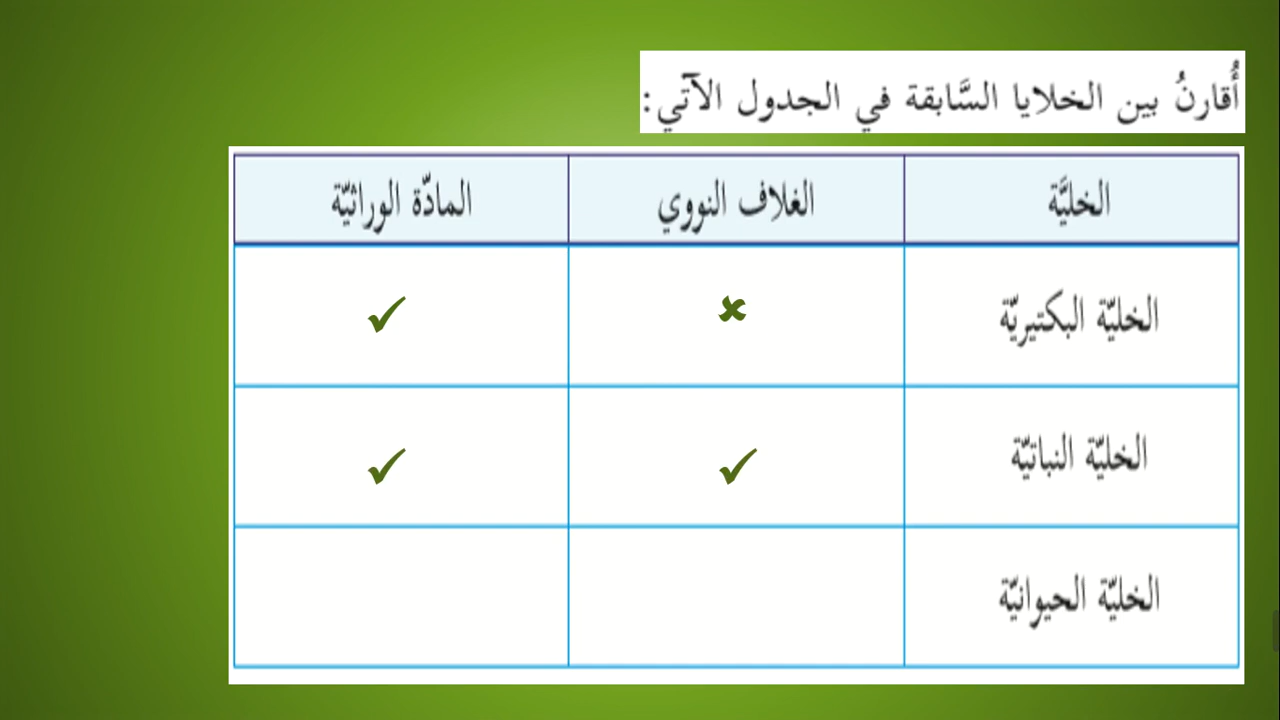 أُقارنُ بين الخلايا السَّابقة في الجدول الآتي:
الخليَّة الغلاف النووي المادّة الوراثيّة
الخليّة البكتيريّة ✘ ✓
الخليّة النباتيّة ✓ ✓
الخليّة الحيوانيّة